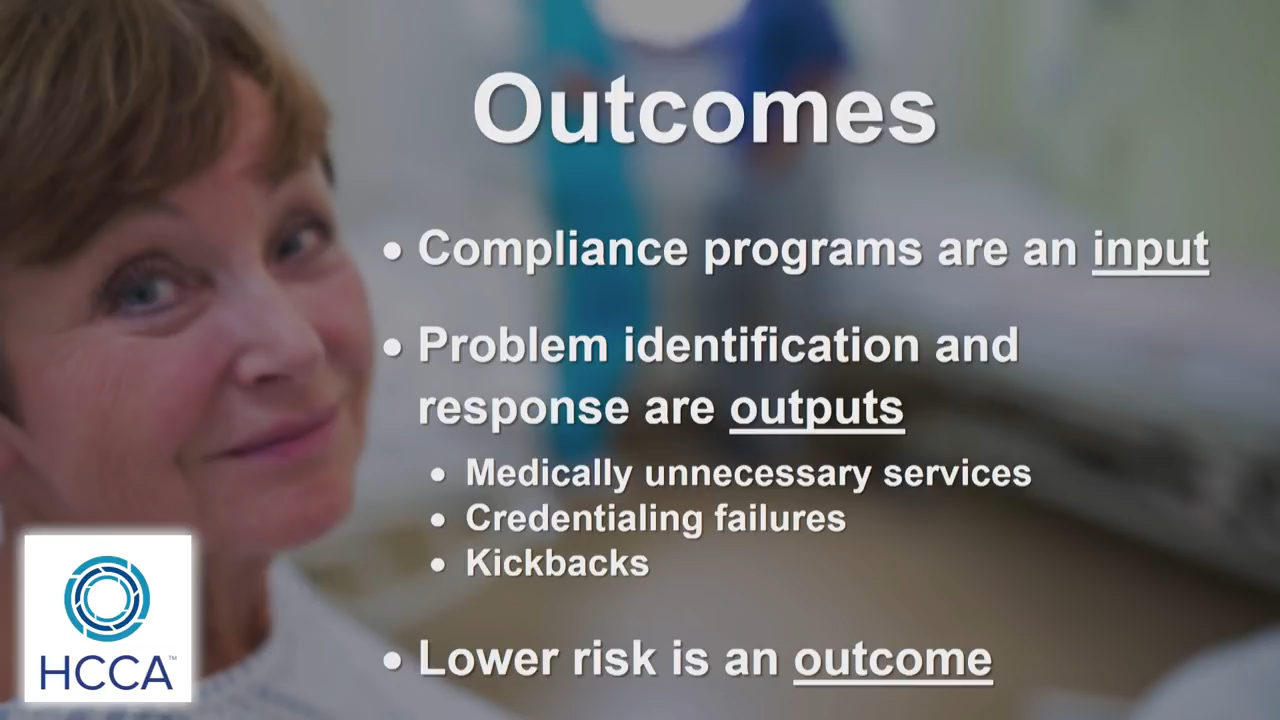 Outcomes
• Compliance programs are an input
• Problem identification and
response are outputs
• Medically unnecessary services
• Credentialing failures
• Kickbacks
• Lower risk is an outcome
HCCA™